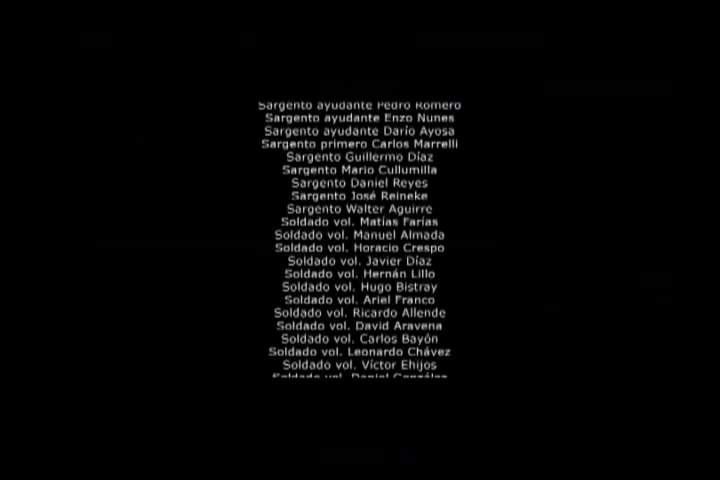 Sargento ayudante Pedro Romero
Sargento ayudante Enzo Nunes
Sargento ayudante Darío Ayosa
Sargento primero Carlos Marrelli
Sargento Guillermo Díaz
Sargento Mario Cullumilla
Sargento Daniel Reyes
Sargento José Reineke
Sargento Walter Aguirre
Soldado vol. Matías Farías
Soldado vol. Manuel Almada
Soldado vol. Horacio Crespo
Soldado vol. Javier Díaz
Soldado vol. Hernán Lillo
Soldado vol. Hugo Bistray
Soldado vol. Ariel Franco
Soldado vol. Ricardo Allende
Soldado vol. David Aravena
Soldado vol. Carlos Bayón
Soldado vol. Leonardo Chávez
Soldado vol. Víctor Ehijos
Soldado vol. Daniel González